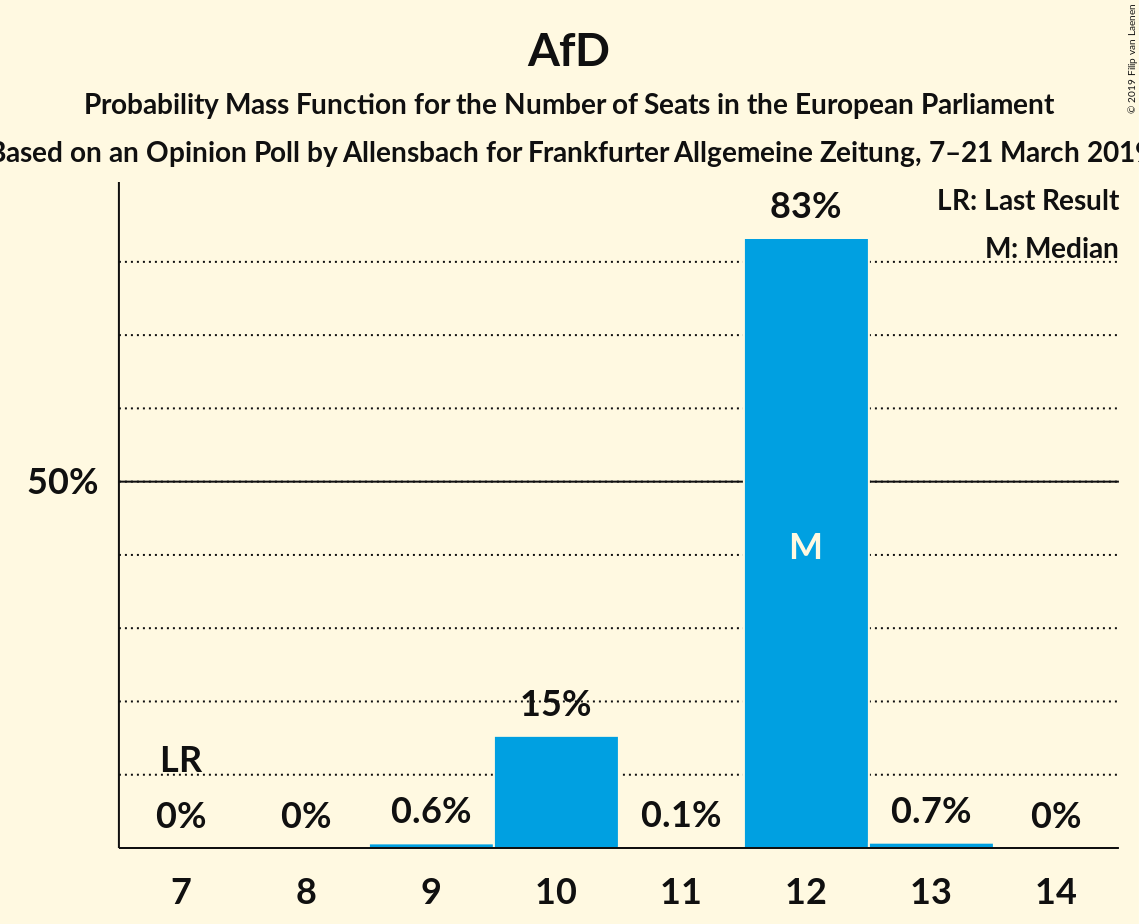 AfD
Probability Mass Function for the Number of Seats in the European Parliament
Based on an Opinion Poll by Allensbach for Frankfurter Allgemeine Zeitung, 7–21 March 2019
© 2019 Filip van Laenen
LR: Last Result
M: Median
83%
50%
M
15%
LR
0%
0%
0.6%
0.1%
0.7%
0%
7 8 9 10 11 12 13 14